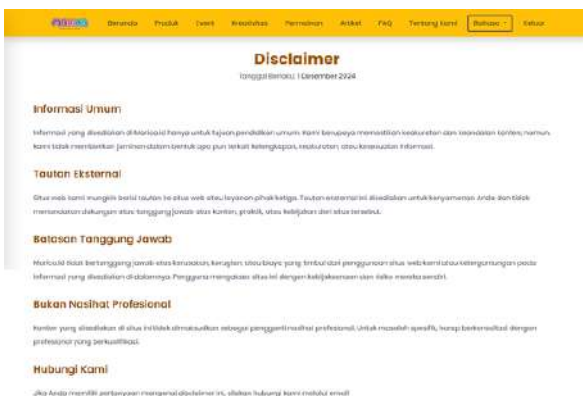 Beranda Produk Event Kreativitas Permainan Artikel FAQ Tentang Kami Bahasa Keluar
Disclaimer
Tanggal Berlaku: 1 Desember 2024
Informasi Umum
Informasi yang disediakan di Marica.id hanya untuk tujuan pendidikan umum. Kami berupaya memastikan keakuratan dan keandalan konten; namun,
kami tidak memberikan jaminan dalam bentuk apa pun terkait kelengkapan, keakuratan, atau kesesuaian informasi.
Tautan Eksternal
Situs web kami mungkin berisi tautan ke situs web atau layanan pihak ketiga. Tautan eksternal ini disediakan untuk kenyamanan Anda dan tidak
menandakan dukungan atau tanggung jawab atas konten, praktik, atau kebijakan dari situs tersebut.
Batasan Tanggung Jawab
Marica.id tidak bertanggung jawab atas kerusakan, kerugian, atau biaya yang timbul dari penggunaan situs web kami atau ketergantungan pada
informasi yang disediakan di dalamnya. Pengguna mengakses situs ini dengan kebijaksanaan dan risiko mereka sendiri.
Bukan Nasihat Profesional
Konten yang disediakan di situs ini tidak dimaksudkan sebagai pengganti nasihat profesional. Untuk masalah spesifik, harap berkonsultasi dengan
profesional yang berkualifikasi.
Hubungi Kami
Jika Anda memiliki pertanyaan mengenai disclaimer ini, silakan hubungi kami melalui email